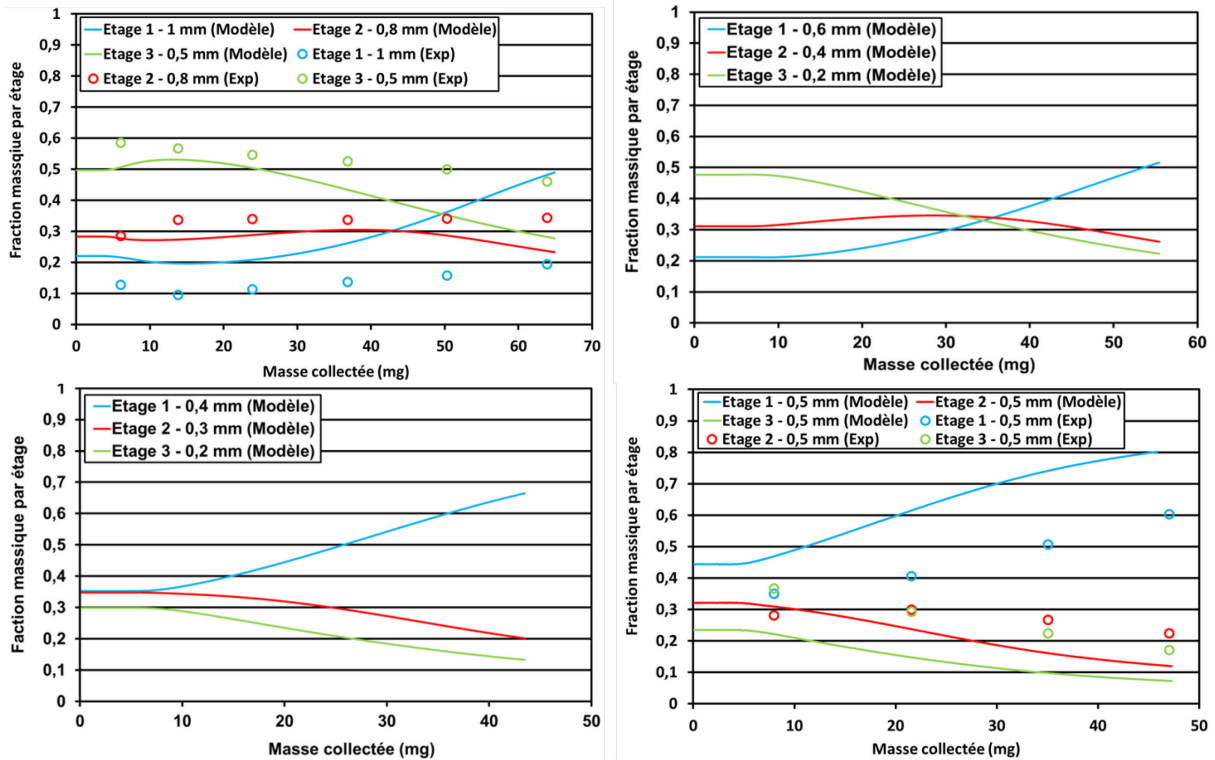 Fraction massqiue par étage
1
0,9
0,8
0,7
0,6
0,5
0,4
0,3
0,2
0,1
0
Etage 1 - 1 mm (Modèle) Etage 2 - 0,8 mm (Modèle)
Etage 3 - 0,5 mm (Modèle) Etage 1 - 1 mm (Exp)
Etage 2 - 0,8 mm (Exp) Etage 3 - 0,5 mm (Exp)
0 10 20 30 40 50 60 70
Masse collectée (mg)
Fraction massique par étage
1
0,9
0,8
0,7
0,6
0,5
0,4
0,3
0,2
0,1
0
Etage 1 - 0,6 mm (Modèle)
Etage 2 - 0,4 mm (Modèle)
Etage 3 - 0,2 mm (Modèle)
0 10 20 30 40 50 60
Masse collectée (mg)
Faction massique par étage
1
0,9
0,8
0,7
0,6
0,5
0,4
0,3
0,2
0,1
0
Etage 1 - 0,4 mm (Modèle)
Etage 2 - 0,3 mm (Modèle)
Etage 3 - 0,2 mm (Modèle)
0 10 20 30 40 50
Masse collectée (mg)
Fraction massique par étage
1
0,9
0,8
0,7
0,6
0,5
0,4
0,3
0,2
0,1
0
Etage 1 - 0,5 mm (Modèle) Etage 2 - 0,5 mm (Modèle)
Etage 3 - 0,5 mm (Modèle) Etage 1 - 0,5 mm (Exp)
Etage 2 - 0,5 mm (Exp) Etage 3 - 0,5 mm (Exp)
0 10 20 30 40 50
Masse collectée (mg)